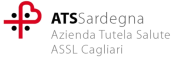 ATSSardegna
Azienda Tutela Salute
ASSL Cagliari